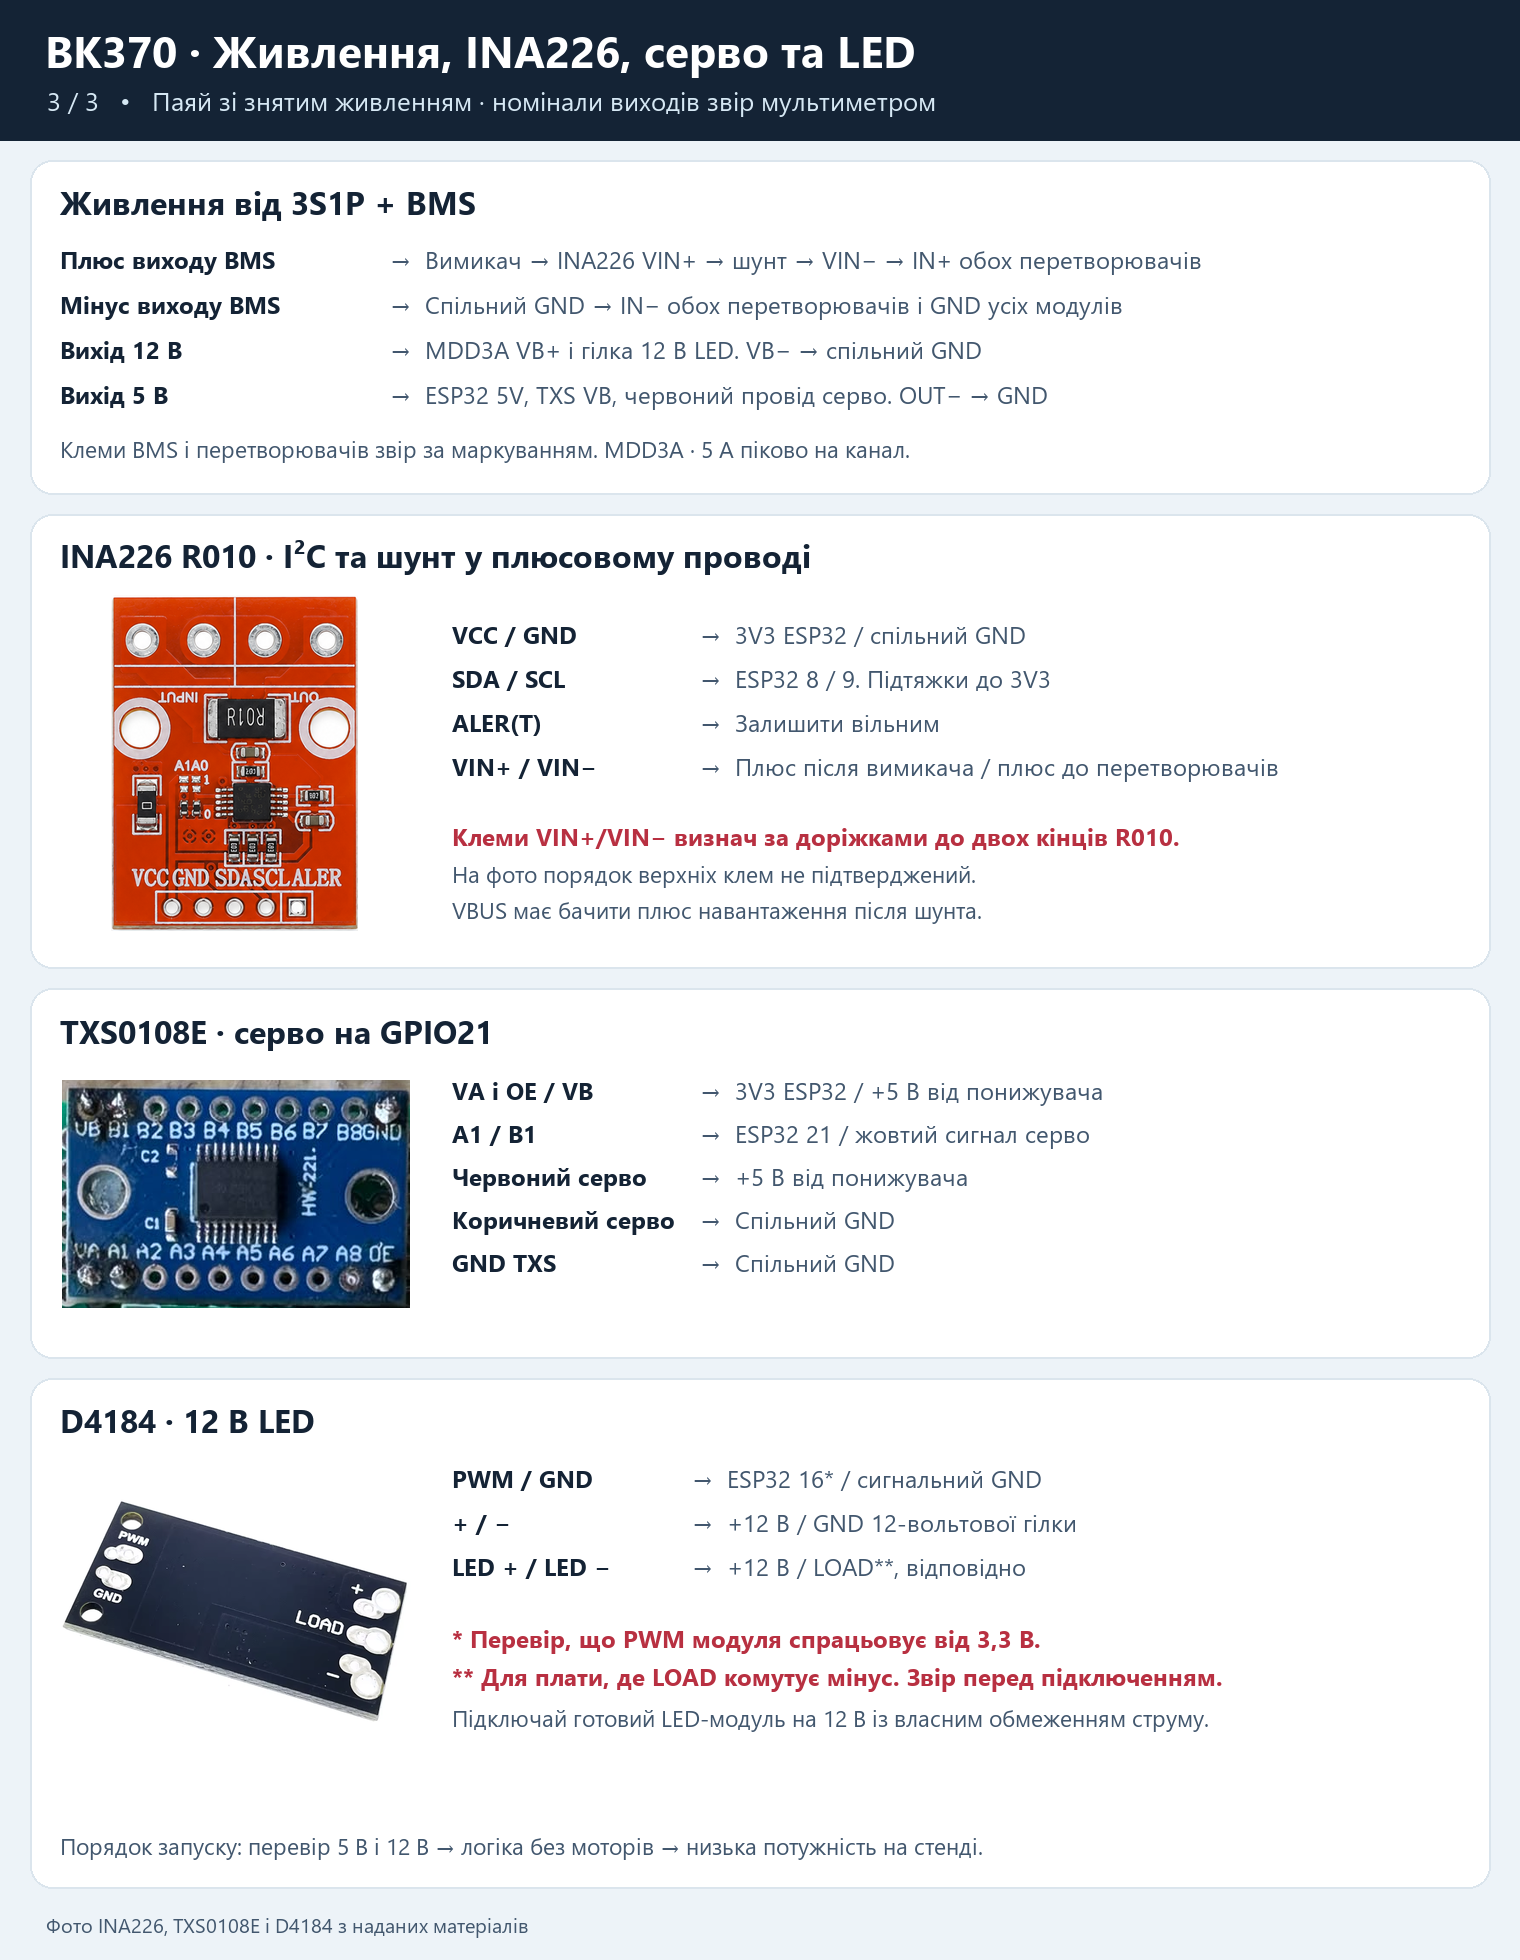 BK370 · Живлення, INA226, серво та LED
3 / 3 • Паяй зі знятим живленням · номінали виходів звір мультиметром
Живлення від 3S1P + BMS
Плюс виходу BMS → Вимикач → INA226 VIN+ → шунт → VIN− → IN+ обох перетворювачів
Мінус виходу BMS → Спільний GND → IN− обох перетворювачів і GND усіх модулів
Вихід 12 В → MDD3A VB+ і гілка 12 В LED. VB− → спільний GND
Вихід 5 В → ESP32 5V, TXS VB, червоний провід серво. OUT− → GND
Клеми BMS і перетворювачів звір за маркуванням. MDD3A · 5 А піково на канал.
INA226 R010 · I²C та шунт у плюсовому проводі
INPUT OUT
R010
A1A0
1
0
VCC GND SDA SCL ALER
VCC / GND → 3V3 ESP32 / спільний GND
SDA / SCL → ESP32 8 / 9. Підтяжки до 3V3
ALER(T) → Залишити вільним
VIN+ / VIN− → Плюс після вимикача / плюс до перетворювачів
Клеми VIN+/VIN− визнач за доріжками до двох кінців R010.
На фото порядок верхніх клем не підтверджений.
VBUS має бачити плюс навантаження після шунта.
TXS0108E · серво на GPIO21
VB B1 B2 B3 B4 B5 B6 B7 B8 GND
C2
HW-221
C1
VA A1 A2 A3 A4 A5 A6 A7 A8 OE
VA і OE / VB → 3V3 ESP32 / +5 В від понижувача
A1 / B1 → ESP32 21 / жовтий сигнал серво
Червоний серво → +5 В від понижувача
Коричневий серво → Спільний GND
GND TXS → Спільний GND
D4184 · 12 В LED
PWM
GND
+
LOAD
−
PWM / GND → ESP32 16* / сигнальний GND
+ / − → +12 В / GND 12-вольтової гілки
LED + / LED − → +12 В / LOAD**, відповідно
* Перевір, що PWM модуля спрацьовує від 3,3 В.
** Для плати, де LOAD комутує мінус. Звір перед підключенням.
Підключай готовий LED-модуль на 12 В із власним обмеженням струму.
Порядок запуску: перевір 5 В і 12 В → логіка без моторів → низька потужність на стенді.
Фото INA226, TXS0108E і D4184 з наданих матеріалів